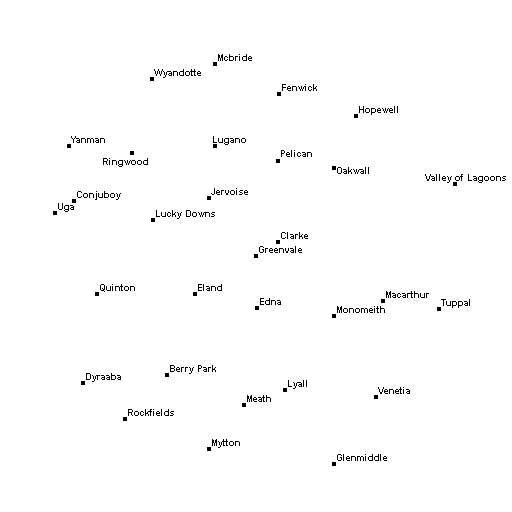 Mcbride
Wyandotte
Fenwick
Hopewell
Yanman
Lugano
Ringwood
Pelican
Oakwall
Valley of Lagoons
Conjuboy
Jervoise
Uga
Lucky Downs
Clarke
Greenvale
Quinton
Eland
Macarthur
Edna
Monomeith
Tuppal
Berry Park
Dyraaba
Lyall
Venetia
Meath
Rockfields
Mytton
Glenmiddle